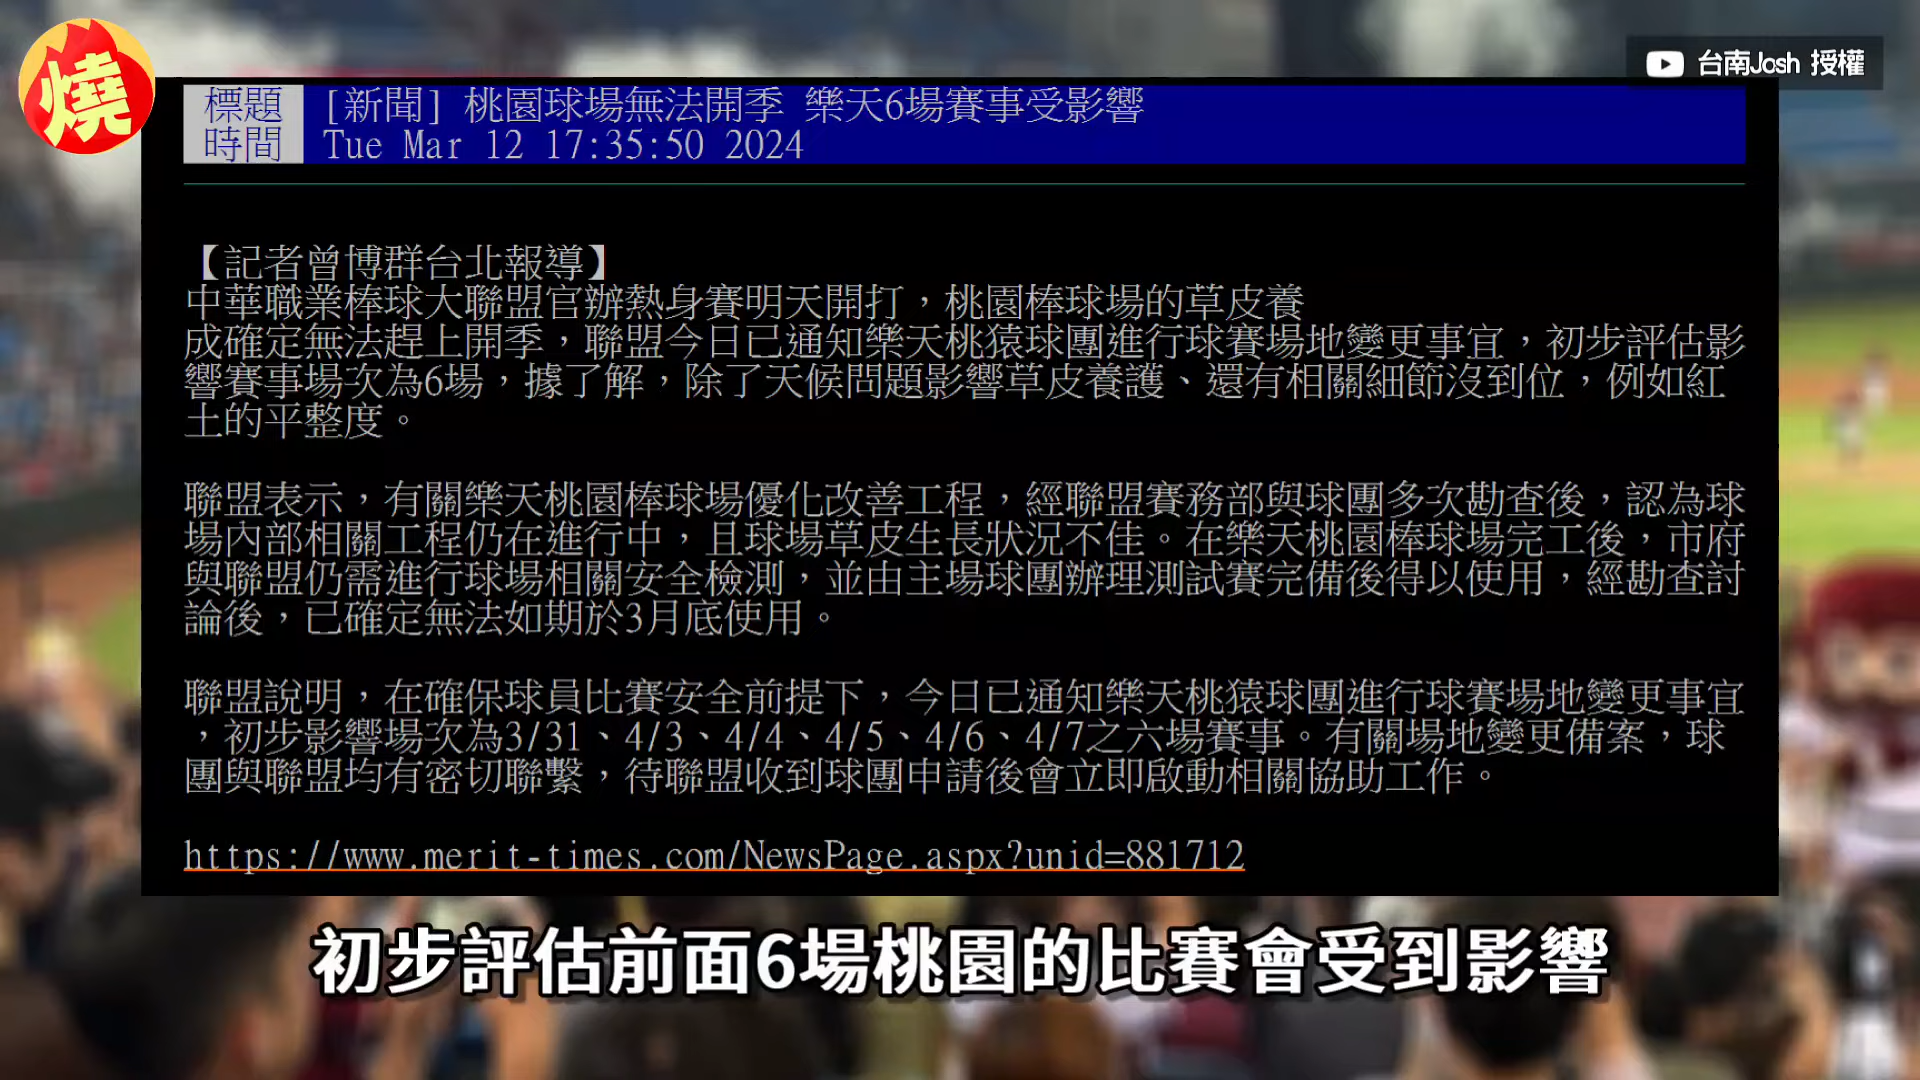 燒
台南Josh 授權
標題 [新聞] 桃園球場無法開季 樂天6場賽事受影響
時間 Tue Mar 12 17:35:50 2024
【記者曾博群台北報導】
中華職業棒球大聯盟官辦熱身賽明天開打，桃園棒球場的草皮養
成確定無法趕上開季，聯盟今日已通知樂天桃猿球團進行球賽場地變更事宜，初步評估影
響賽事場次為6場，據了解，除了天候問題影響草皮養護、還有相關細節沒到位，例如紅
土的平整度。
聯盟表示，有關樂天桃園棒球場優化改善工程，經聯盟賽務部與球團多次勘查後，認為球
場內部相關工程仍在進行中，且球場草皮生長狀況不佳。在樂天桃園棒球場完工後，市府
與聯盟仍需進行球場相關安全檢測，並由主場球團辦理測試賽完備後得以使用，經勘查討
論後，已確定無法如期於3月底使用。
聯盟說明，在確保球員比賽安全前提下，今日已通知樂天桃猿球團進行球賽場地變更事宜
，初步影響場次為3/31、4/3、4/4、4/5、4/6、4/7之六場賽事。有關場地變更備案，球
團與聯盟均有密切聯繫，待聯盟收到球團申請後會立即啟動相關協助工作。
https://www.merit-times.com/NewsPage.aspx?unid=881712
初步評估前面6場桃園的比賽會受到影響